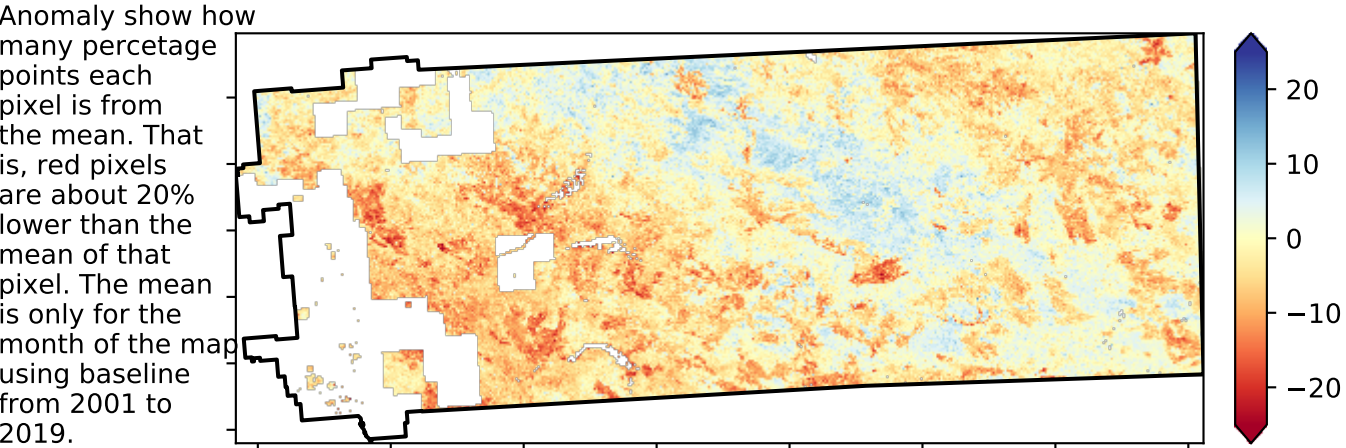 Anomaly show how
many percetage
points each
pixel is from
the mean. That
is, red pixels
are about 20%
lower than the
mean of that
pixel. The mean
is only for the
month of the map
using baseline
from 2001 to
2019.
20
10
0
−10
−20